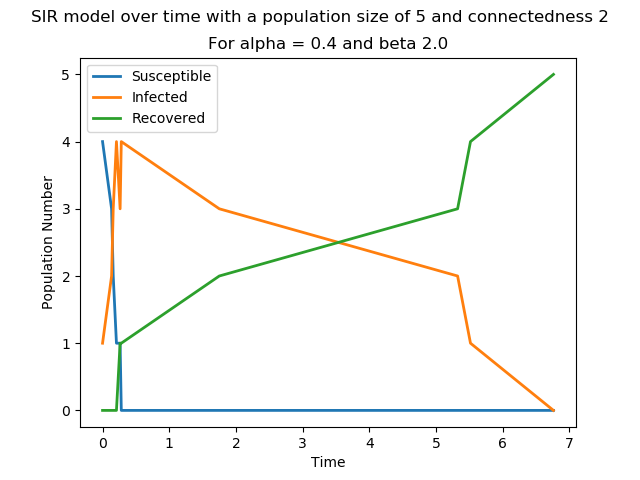 SIR model over time with a population size of 5 and connectedness 2
For alpha = 0.4 and beta 2.0
Susceptible
Infected
Recovered
Population Number
5
4
3
2
1
0
0 1 2 3 4 5 6 7
Time